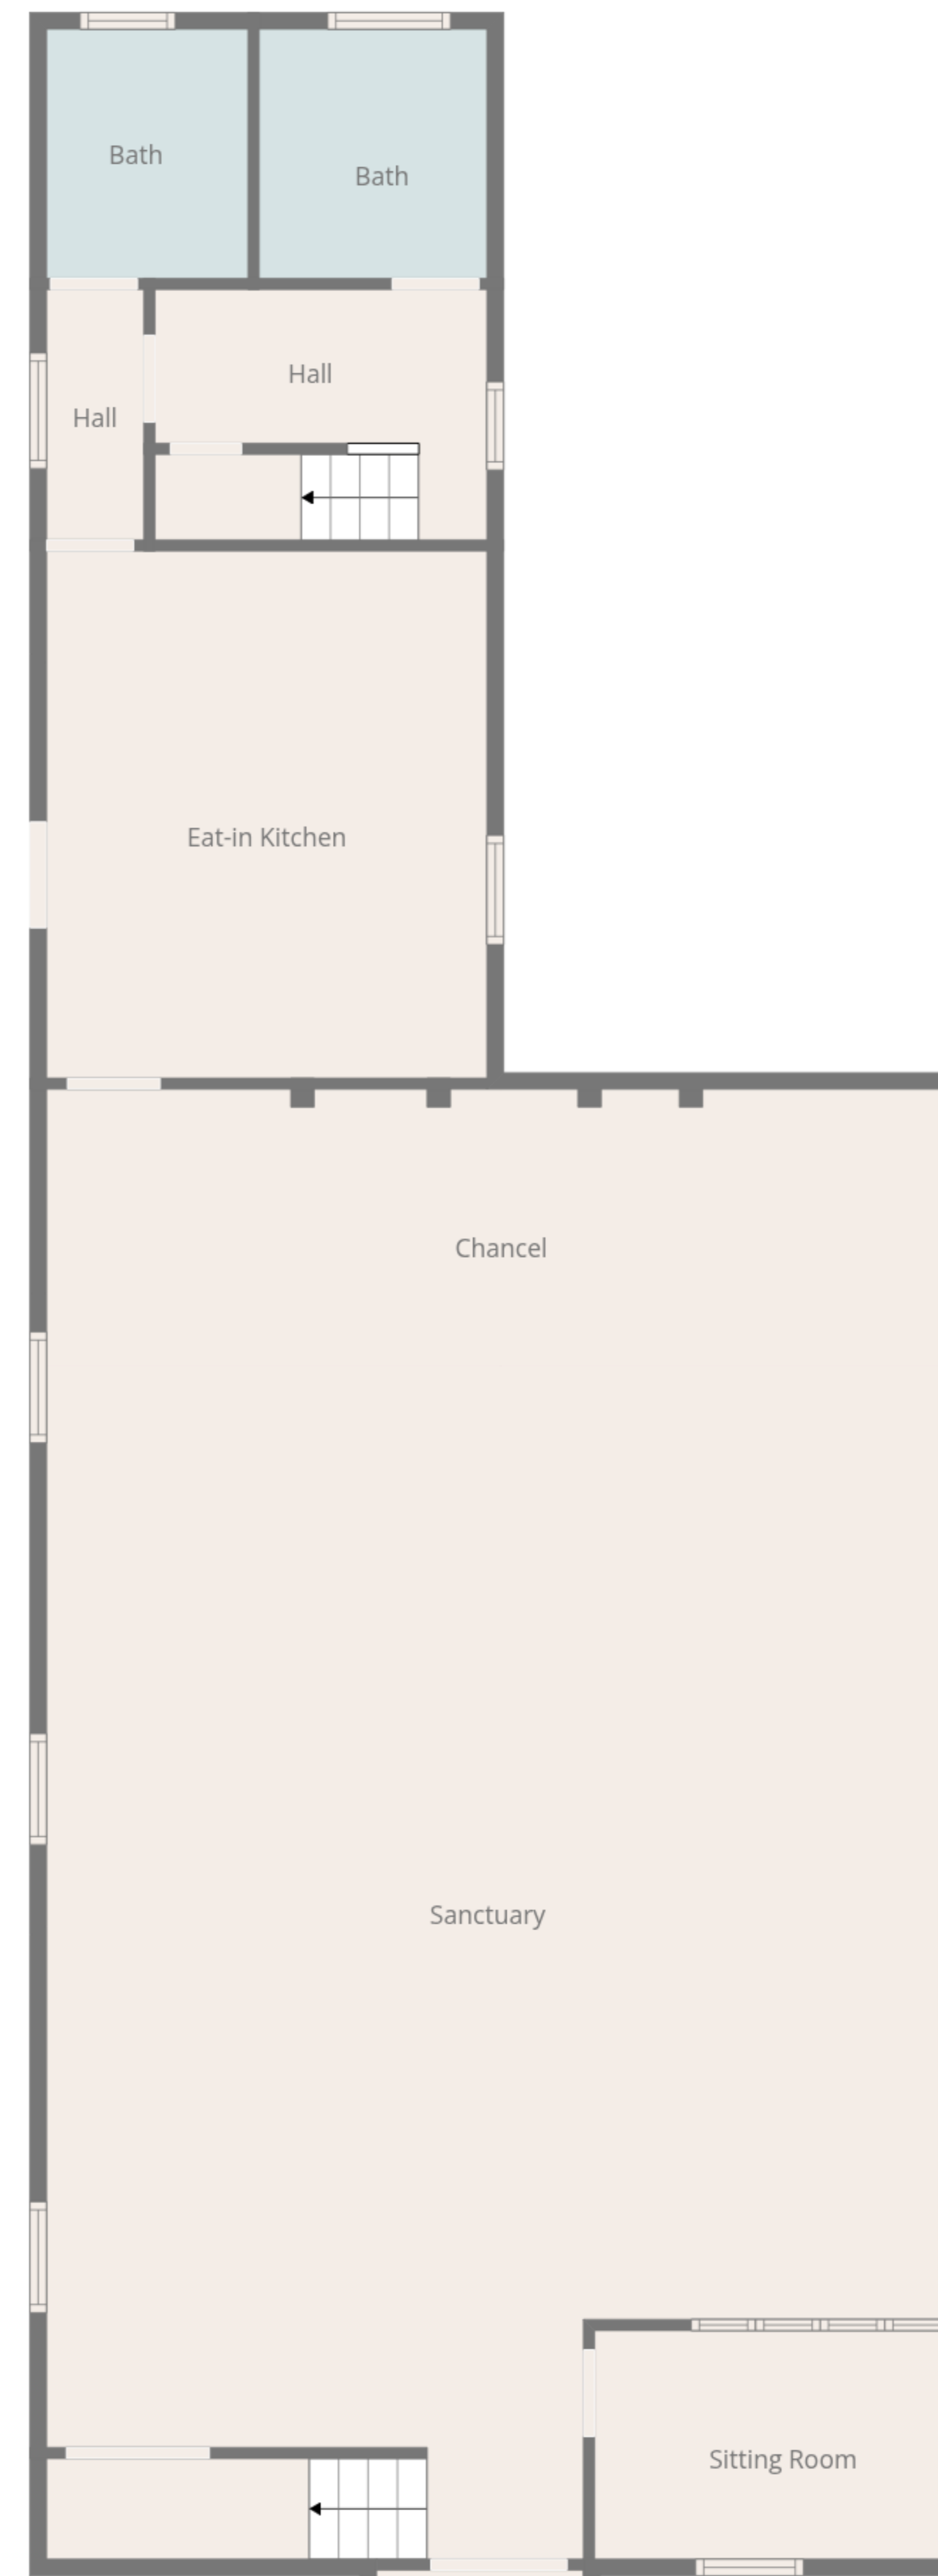 Bath
Bath
Hall
Hall
Eat-in Kitchen
Chancel
Sanctuary
Sitting Room